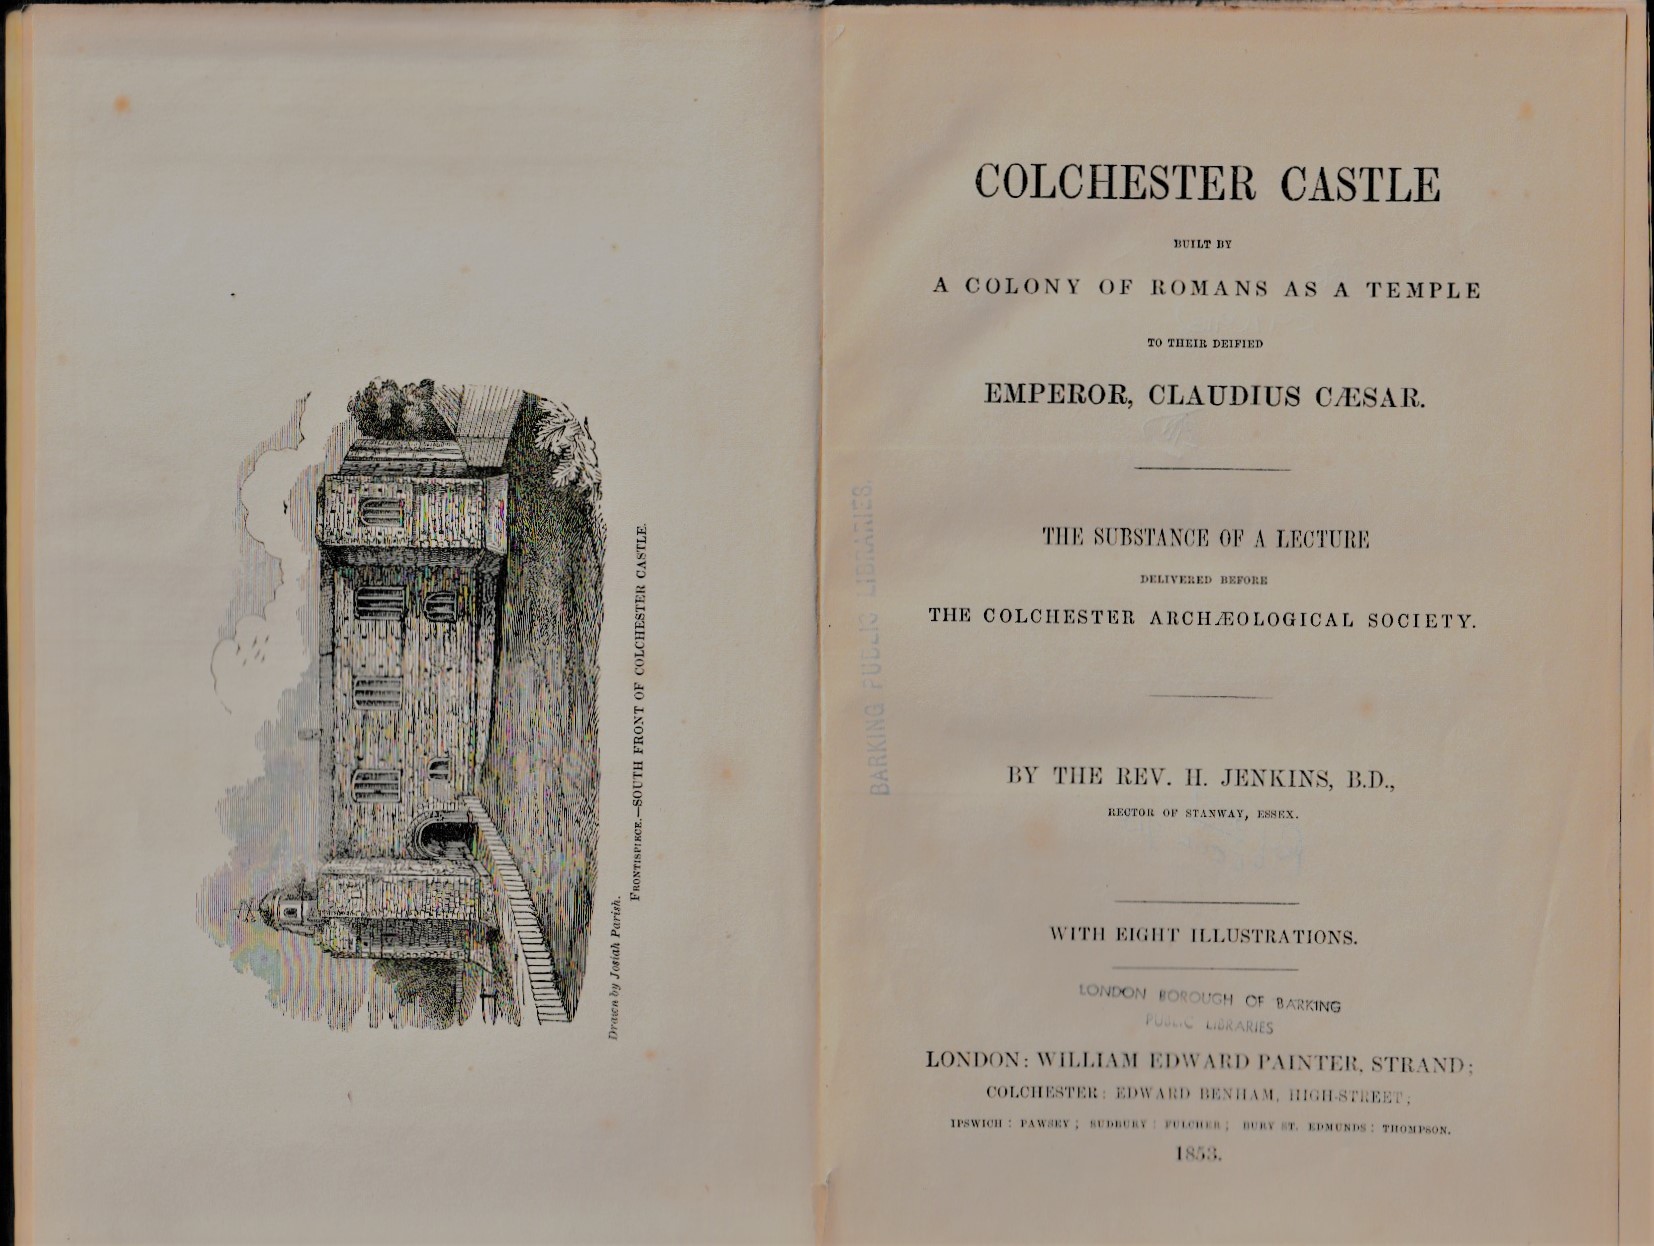 Drawn by Josiah Parish.
FRONTISPIECE.—SOUTH FRONT OF COLCHESTER CASTLE.
COLCHESTER CASTLE
BUILT BY
A COLONY OF ROMANS AS A TEMPLE
TO THEIR DEIFIED
EMPEROR, CLAUDIUS CÆSAR.
THE SUBSTANCE OF A LECTURE
DELIVERED BEFORE
THE COLCHESTER ARCHÆOLOGICAL SOCIETY.
BY THE REV. H. JENKINS, B.D.,
RECTOR OF STANWAY, ESSEX.
WITH EIGHT ILLUSTRATIONS.
LONDON BOROUGH OF BARKING
PUBLIC LIBRARIES
LONDON: WILLIAM EDWARD PAINTER, STRAND;
COLCHESTER: EDWARD BENHAM, HIGH-STREET;
IPSWICH: PAWSEY; SUDBURY: FULCHER; BURY ST. EDMUNDS: THOMPSON.
1853.
BARKING PUBLIC LIBRARIES.